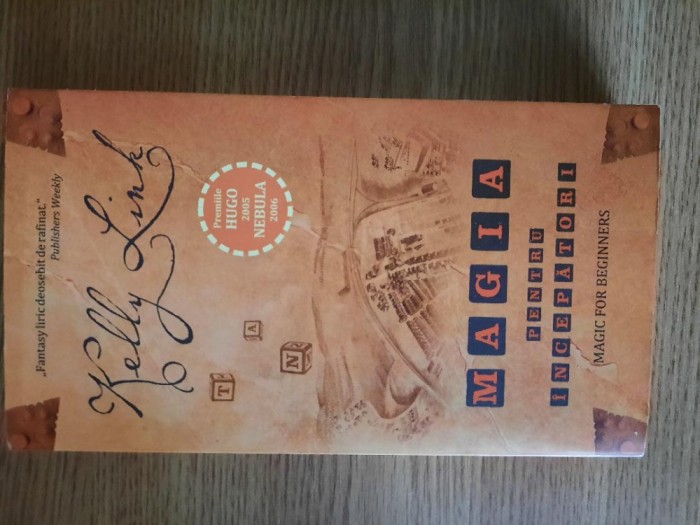 „Fantasy liric deosebit de rafinat."
Publishers Weekly
Kelly Link
Premiile
HUGO
2005
NEBULA
2006
A
T
N
MAGIA
PENTRU
ÎNCEPĂTORI
MAGIC FOR BEGINNERS